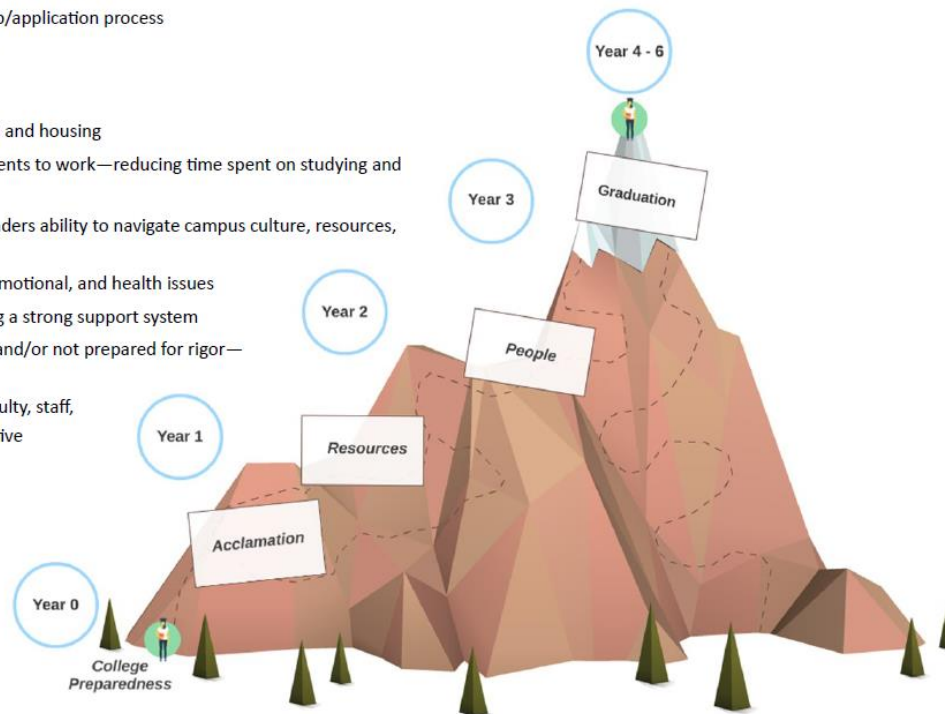 o/application process
and housing
ents to work—reducing time spent on studying and
ders ability to navigate campus culture, resources,
motional, and health issues
g a strong support system
and/or not prepared for rigor—
ulty, staff,
ive
Year 4 - 6
Graduation
Year 3
Year 2
People
Year 1
Resources
Acclamation
Year 0
College
Preparedness